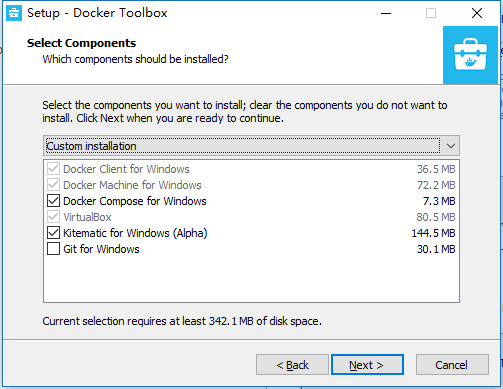 Setup - Docker Toolbox
Select Components
Which components should be installed?
Select the components you want to install; clear the components you do not want to
install. Click Next when you are ready to continue.
Custom installation
Docker Client for Windows 36.5 MB
Docker Machine for Windows 72.2 MB
Docker Compose for Windows 7.3 MB
VirtualBox 80.5 MB
Kitematic for Windows (Alpha) 144.5 MB
Git for Windows 30.1 MB
Current selection requires at least 342.1 MB of disk space.
< Back Next > Cancel